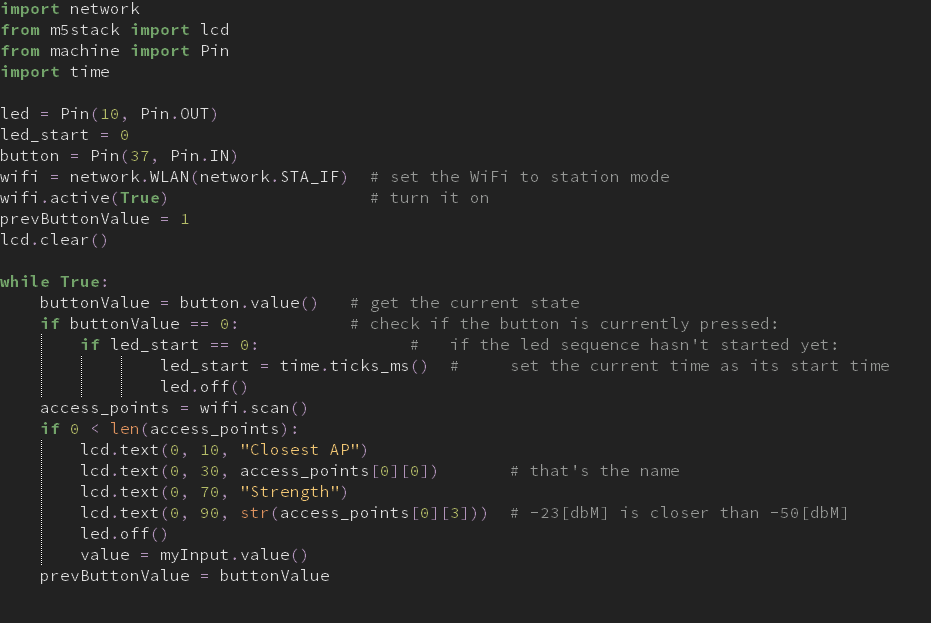 import network
from m5stack import lcd
from machine import Pin
import time

led = Pin(10, Pin.OUT)
led_start = 0
button = Pin(37, Pin.IN)
wifi = network.WLAN(network.STA_IF)  # set the WiFi to station mode
wifi.active(True)                    # turn it on
prevButtonValue = 1
lcd.clear()

while True:
    buttonValue = button.value()   # get the current state
    if buttonValue == 0:           # check if the button is currently pressed:
        if led_start == 0:               #   if the led sequence hasn't started yet:
                led_start = time.ticks_ms()  #     set the current time as its start time
                led.off()
    access_points = wifi.scan()
    if 0 < len(access_points):
        lcd.text(0, 10, "Closest AP")
        lcd.text(0, 30, access_points[0][0])       # that's the name
        lcd.text(0, 70, "Strength")
        lcd.text(0, 90, str(access_points[0][3]))  # -23[dbM] is closer than -50[dbM]
        led.off()
        value = myInput.value()
    prevButtonValue = buttonValue